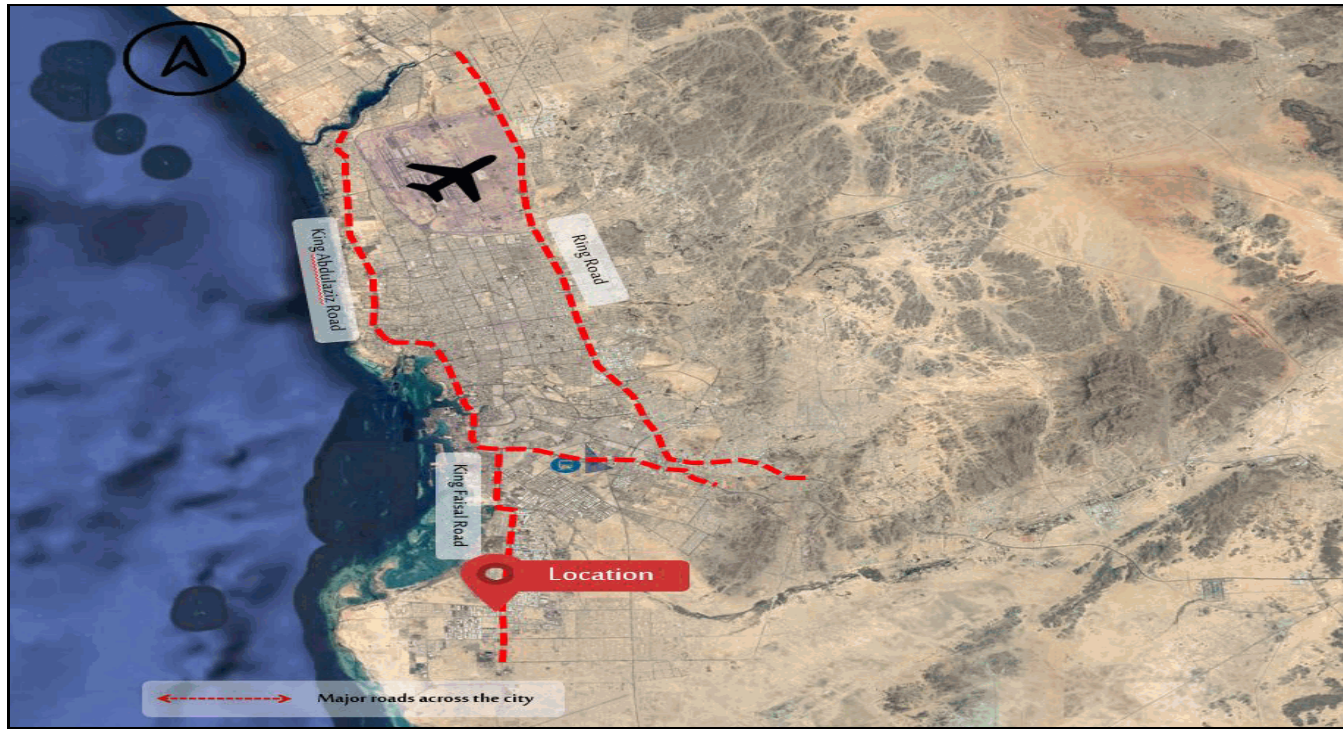 King Abdulaziz Road
Ring Road
King Faisal Road
Location
Major roads across the city